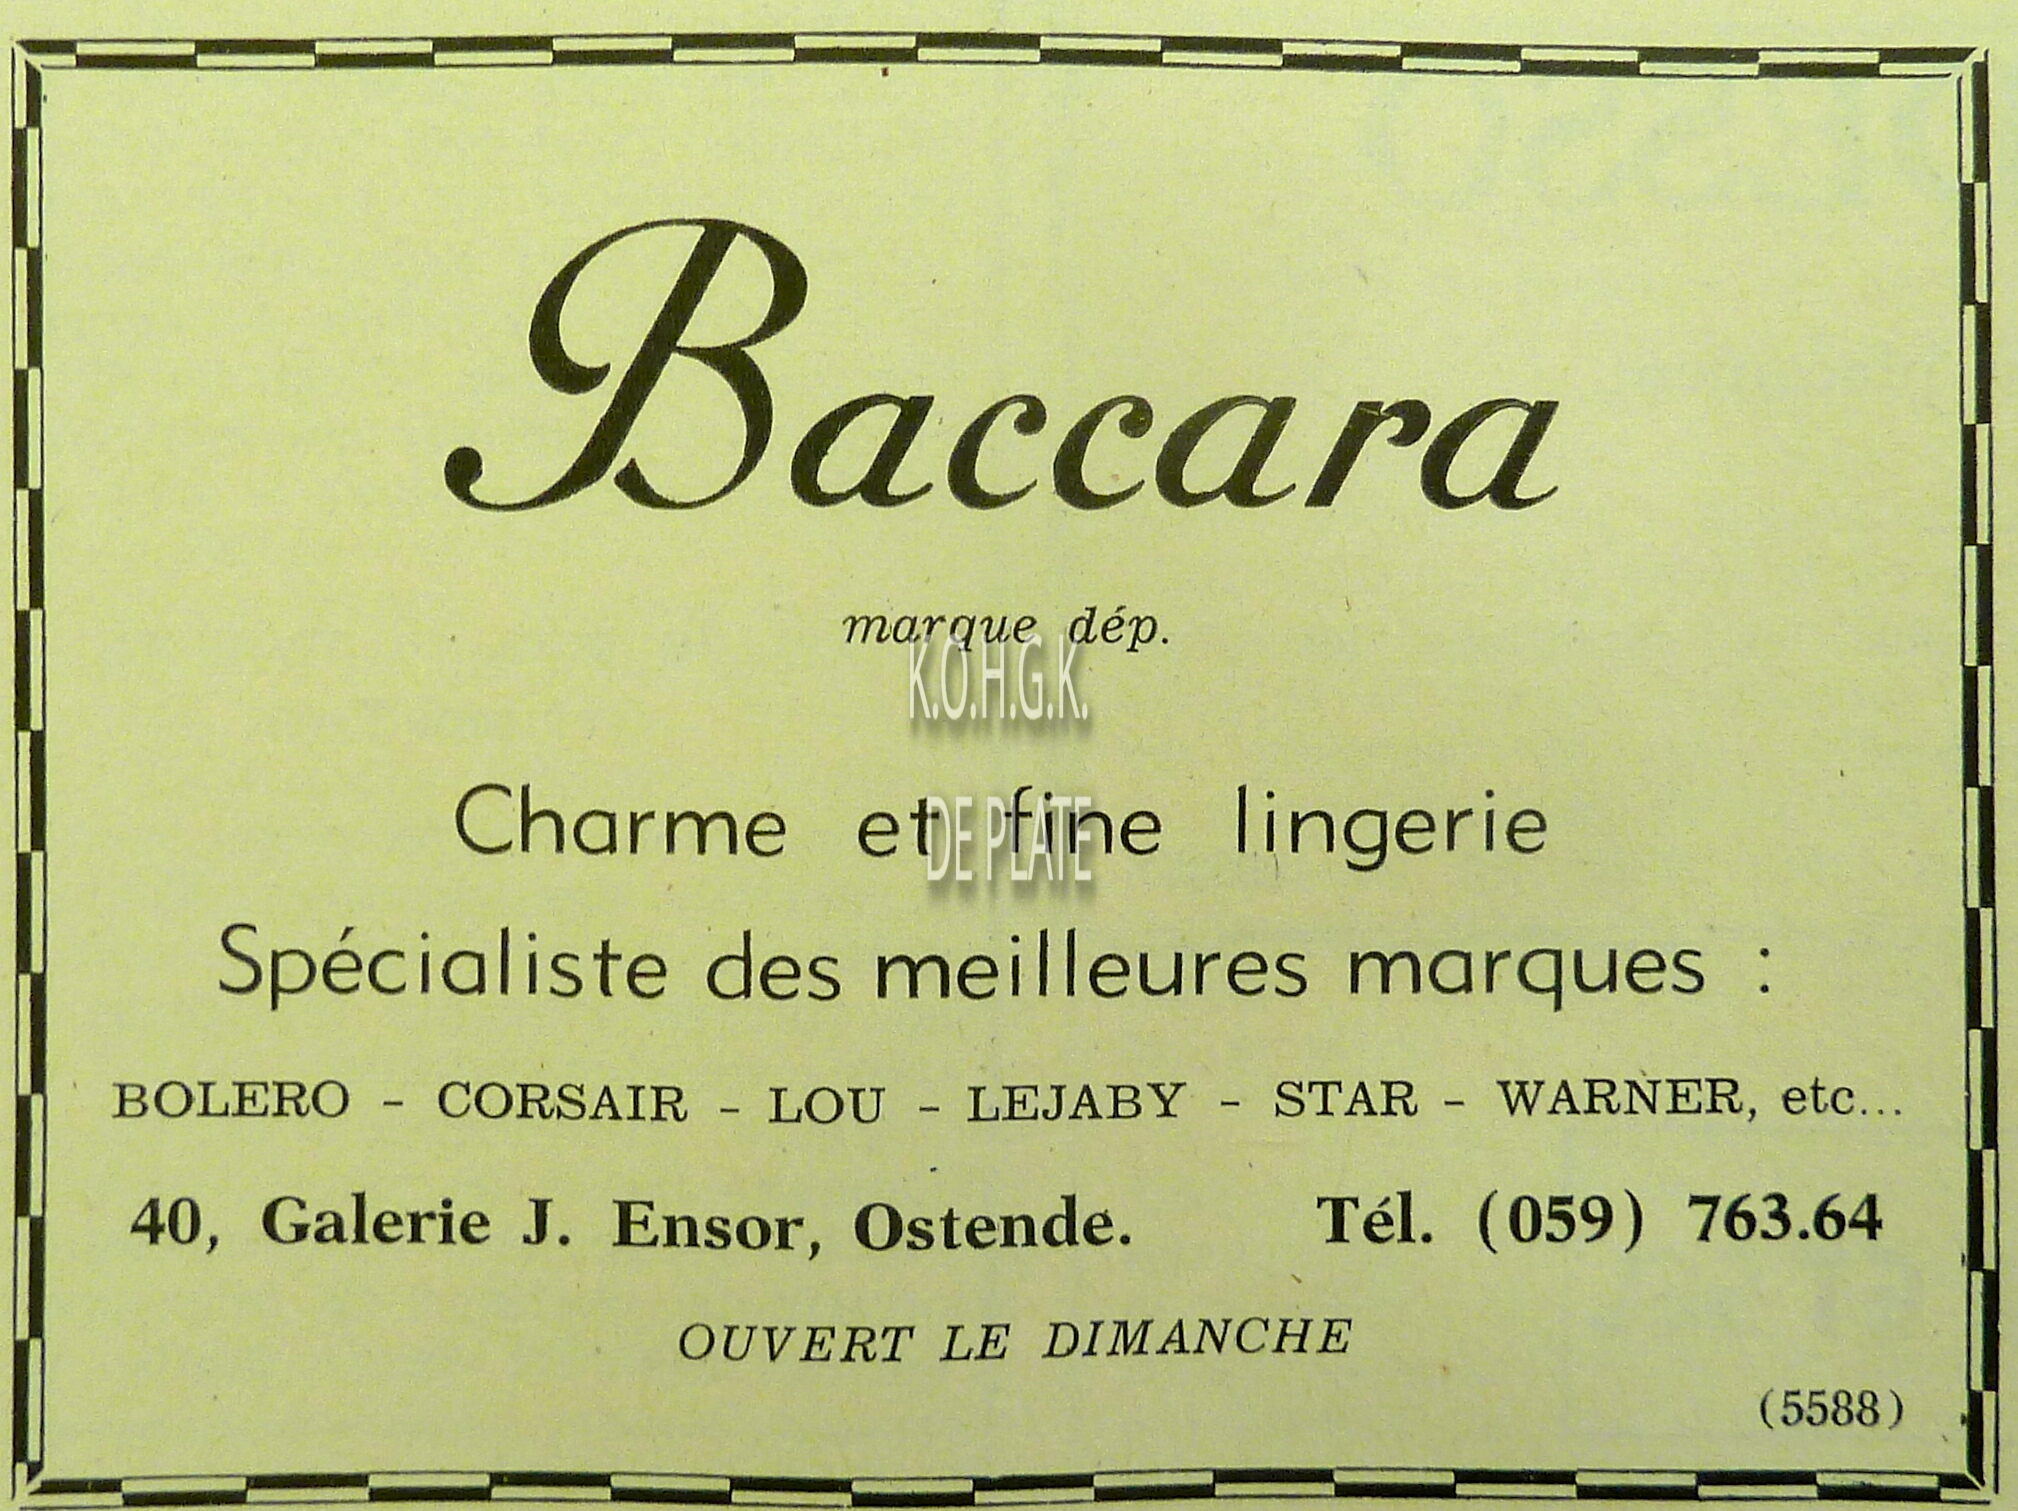 Baccara
marque dép.
K.O.H.G.K.
Charme et fine lingerie
DE PLATE
Spécialiste des meilleures marques :
BOLERO - CORSAIR - LOU - LEJABY - STAR - WARNER, etc...
40, Galerie J. Ensor, Ostende. Tél. (059) 763.64
OUVERT LE DIMANCHE
(5588)